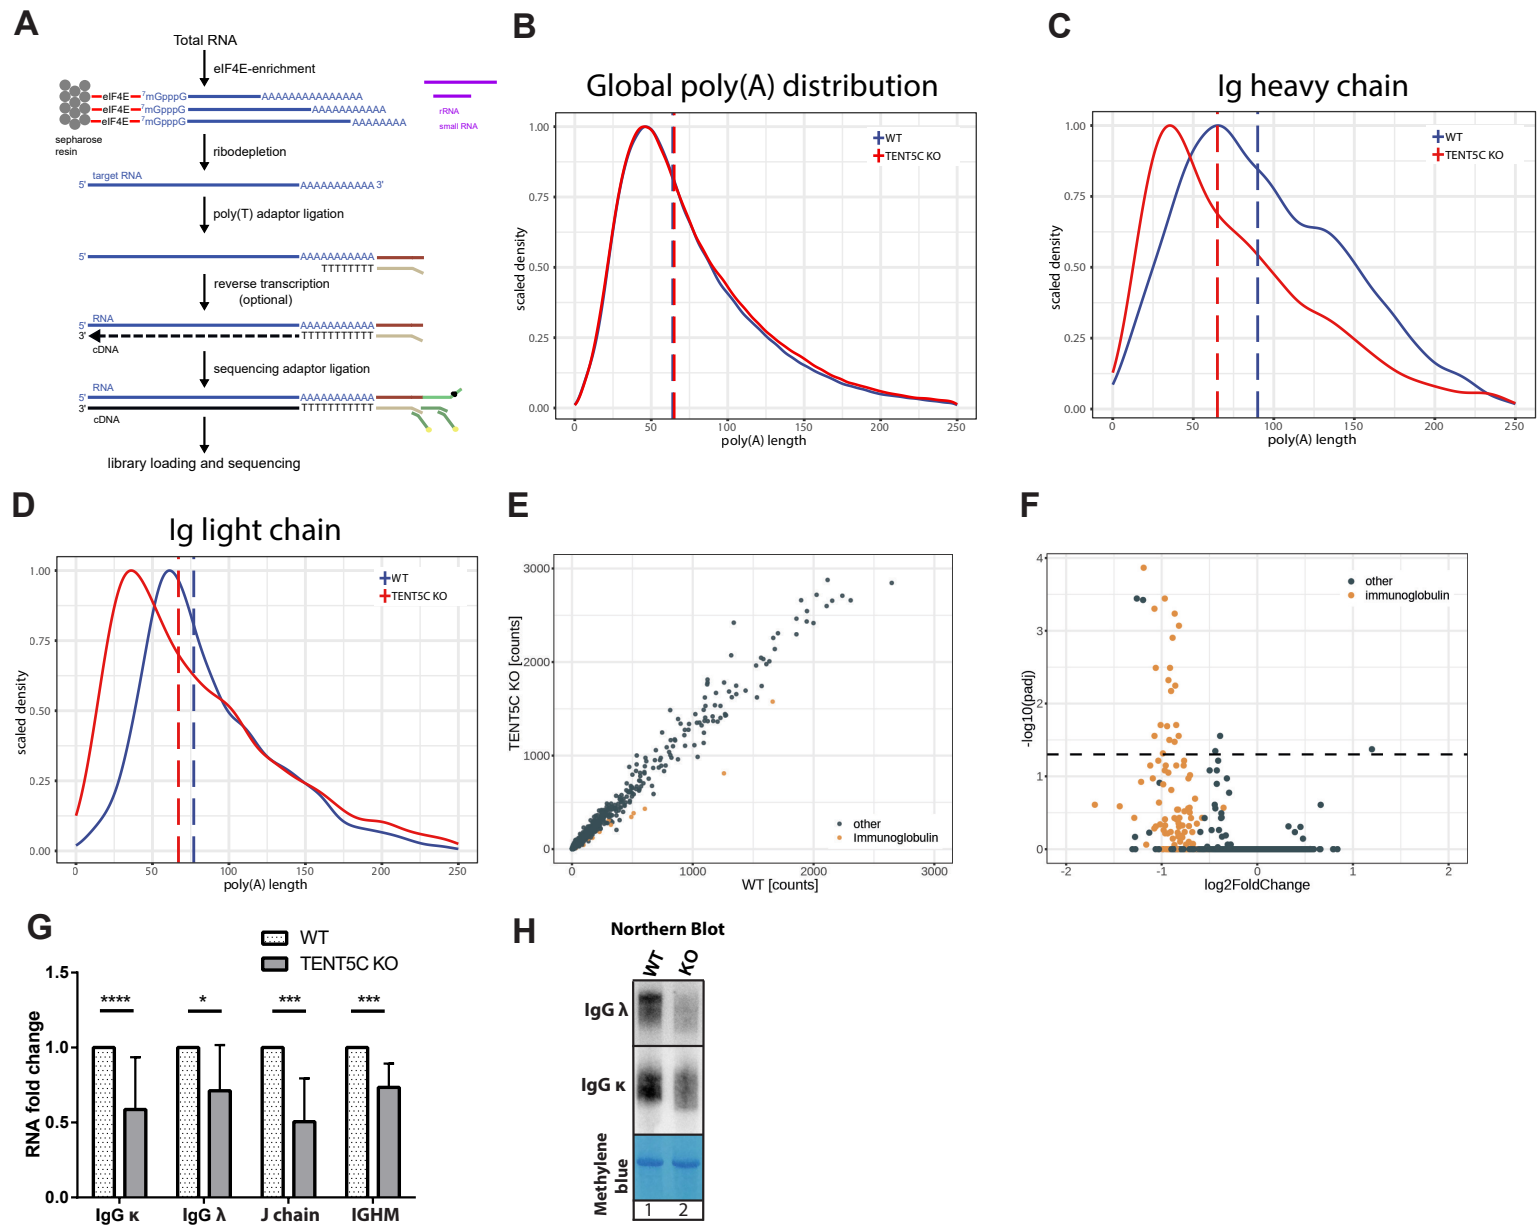 A
Total RNA
eIF4E-enrichment
eIF4E
7mGpppG
AAAAAAAAAAAAAAA
eIF4E
7mGpppG
AAAAAAAAAAA
eIF4E
7mGpppG
AAAAAAAA
rRNA
small RNA
sepharose
resin
ribodepletion
target RNA
5'
AAAAAAAAAAA 3'
poly(T) adaptor ligation
5'
AAAAAAAAAAA
TTTTTTTT
reverse transcription
(optional)
RNA
5'
AAAAAAAAAAA
3'
TTTTTTTTTTT
cDNA
sequencing adaptor ligation
RNA
5'
AAAAAAAAAAA
3'
TTTTTTTTTTT
cDNA
library loading and sequencing
B
Global poly(A) distribution
WT
TENT5C KO
scaled density
1.00
0.75
0.50
0.25
0.00
0 50 100 150 200 250
poly(A) length
C
Ig heavy chain
WT
TENT5C KO
scaled density
1.00
0.75
0.50
0.25
0.00
0 50 100 150 200 250
poly(A) length
D
Ig light chain
WT
TENT5C KO
scaled density
1.00
0.75
0.50
0.25
0.00
0 50 100 150 200 250
poly(A) length
E
TENT5C KO [counts]
3000
2000
1000
0
other
Immunoglobulin
0 1000 2000 3000
WT [counts]
F
-log10(padj)
4
3
2
1
0
other
immunoglobulin
-2 -1 0 1 2
log2FoldChange
G
WT
TENT5C KO
RNA fold change
1.5
1.0
0.5
0.0
**** * *** ***
IgG κ IgG λ J chain IGHM
H
Northern Blot
WT KO
IgG λ
IgG κ
Methylene
blue
1 2